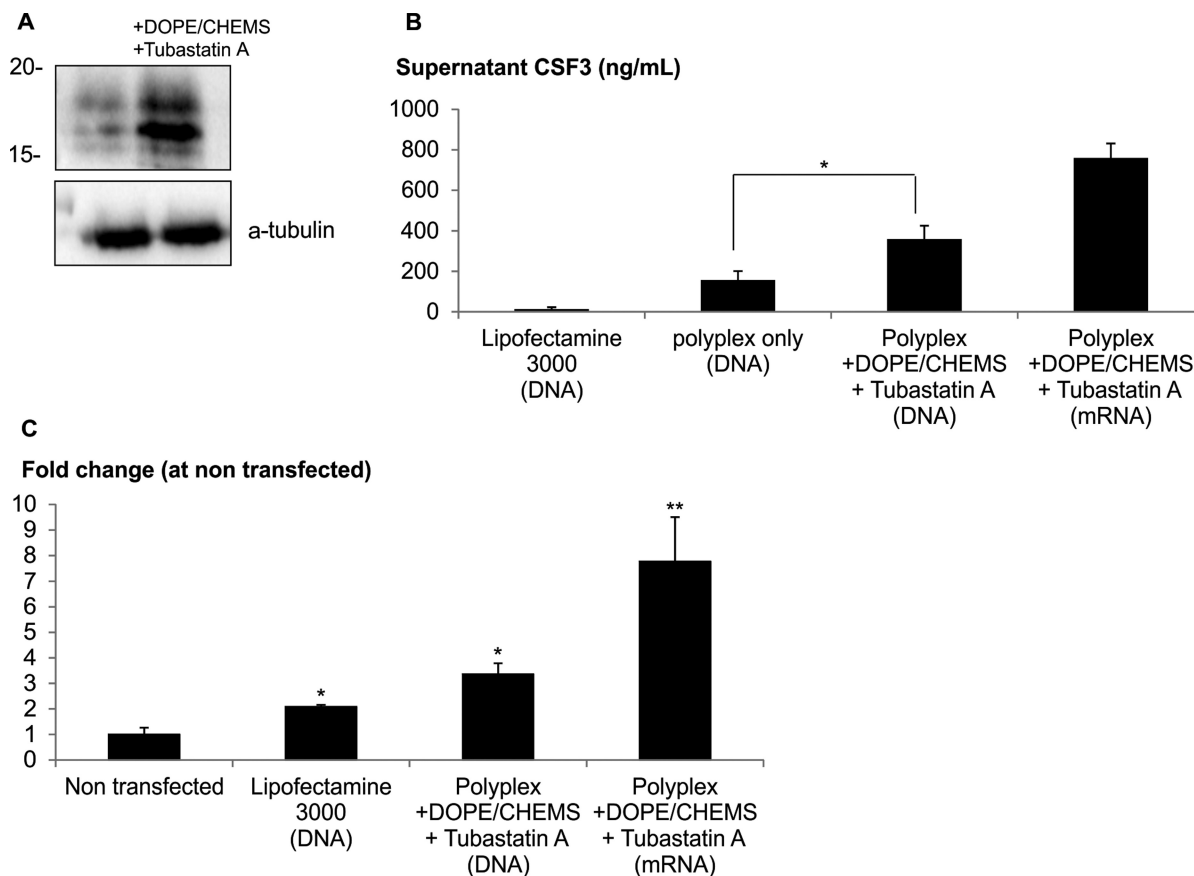 A
+DOPE/CHEMS
+Tubastatin A
20-
15-
a-tubulin
B
Supernatant CSF3 (ng/mL)
1000
800
600
400
200
0
*
Lipofectamine
3000
(DNA)
polyplex only
(DNA)
Polyplex
+DOPE/CHEMS
+ Tubastatin A
(DNA)
Polyplex
+DOPE/CHEMS
+ Tubastatin A
(mRNA)
C
Fold change (at non transfected)
10
9
8
7
6
5
4
3
2
1
0
*
*
**
Non transfected
Lipofectamine
3000
(DNA)
Polyplex
+DOPE/CHEMS
+ Tubastatin A
(DNA)
Polyplex
+DOPE/CHEMS
+ Tubastatin A
(mRNA)